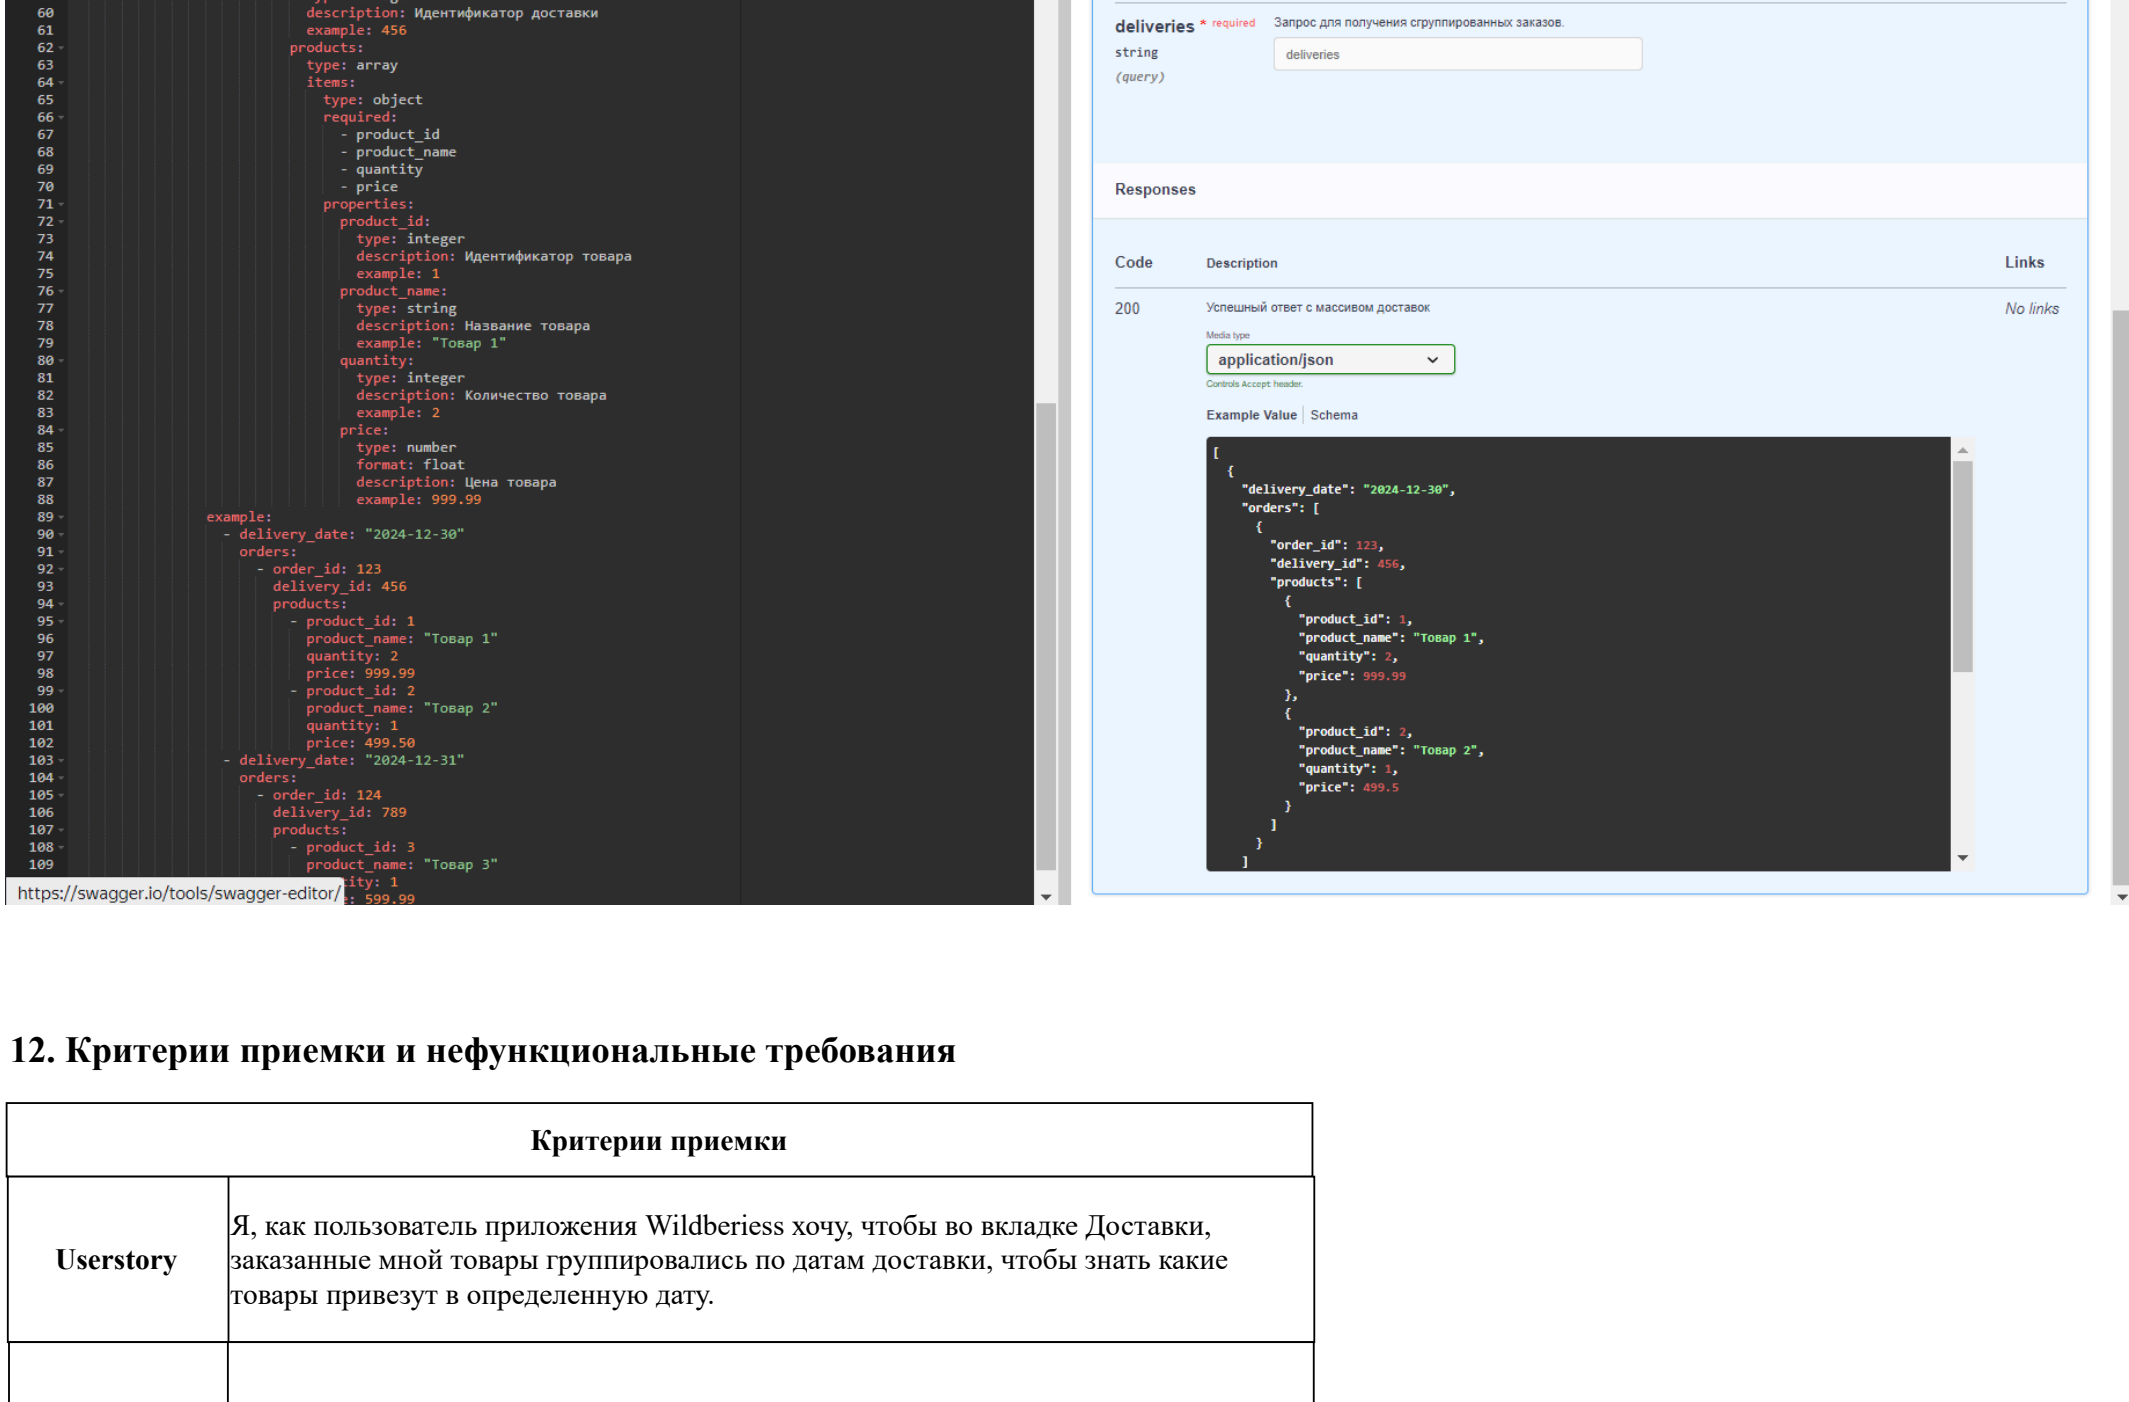 60 description: Идентификатор доставки
61 example: 456
62 products:
63 type: array
64 items:
65 type: object
66 required:
67 - product_id
68 - product_name
69 - quantity
70 - price
71 properties:
72 product_id:
73 type: integer
74 description: Идентификатор товара
75 example: 1
76 product_name:
77 type: string
78 description: Название товара
79 example: "Товар 1"
80 quantity:
81 type: integer
82 description: Количество товара
83 example: 2
84 price:
85 type: number
86 format: float
87 description: Цена товара
88 example: 999.99
89 example:
90 - delivery_date: "2024-12-30"
91 orders:
92 - order_id: 123
93 delivery_id: 456
94 products:
95 - product_id: 1
96 product_name: "Товар 1"
97 quantity: 2
98 price: 999.99
99 - product_id: 2
100 product_name: "Товар 2"
101 quantity: 1
102 price: 499.50
103 - delivery_date: "2024-12-31"
104 orders:
105 - order_id: 124
106 delivery_id: 789
107 products:
108 - product_id: 3
109 product_name: "Товар 3"
ity: 1
: 599.99
https://swagger.io/tools/swagger-editor/
deliveries * required
string
(query)
Запрос для получения сгруппированных заказов.
deliveries
Responses
Code Description Links
200 Успешный ответ с массивом доставок No links
Media type
application/json
Controls Accept header.
Example Value Schema
[
{
"delivery_date": "2024-12-30",
"orders": [
{
"order_id": 123,
"delivery_id": 456,
"products": [
{
"product_id": 1,
"product_name": "Товар 1",
"quantity": 2,
"price": 999.99
},
{
"product_id": 2,
"product_name": "Товар 2",
"quantity": 1,
"price": 499.5
}
]
}
]
12. Критерии приемки и нефункциональные требования
Критерии приемки
Userstory
Я, как пользователь приложения Wildberiess хочу, чтобы во вкладке Доставки,
заказанные мной товары группировались по датам доставки, чтобы знать какие
товары привезут в определенную дату.